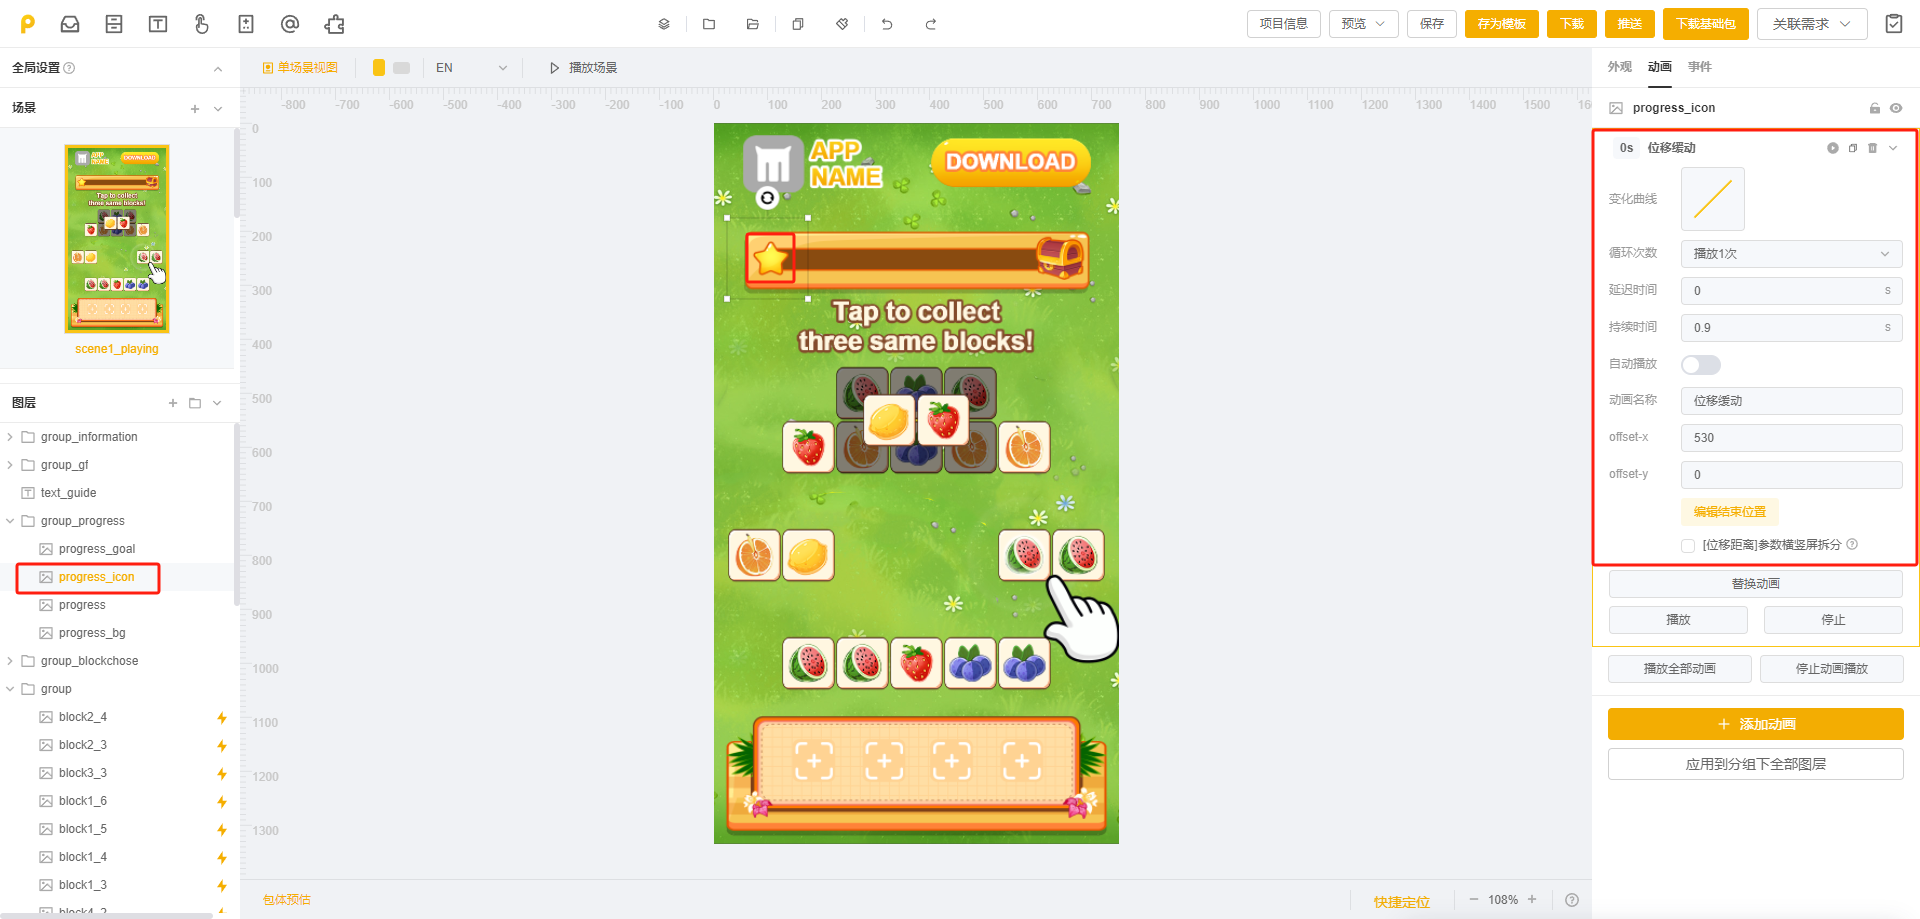 项目信息
预览
保存
存为模板
下载
推送
下载基础包
关联需求
全局设置
单场景视图
EN
播放场景
外观
动画
事件
场景
-800
-700
-600
-500
-400
-300
-200
-100
0
100
200
300
400
500
600
700
800
900
1000
1100
1200
1300
1400
1500
progress_icon
0
100
200
300
400
500
600
700
800
900
1000
1100
1200
1300
APP
NAME
DOWNLOAD
Tap to collect
three same blocks!
scene1_playing
APP
NAME
DOWNLOAD
Tap to collect
three same blocks!
图层
group_information
group_gf
text_guide
group_progress
progress_goal
progress_icon
progress
progress_bg
group_blockchose
group
block2_4
block2_3
block3_3
block1_6
block1_5
block1_4
block1_3
block4_2
0s
位移缓动
变化曲线
循环次数
播放1次
延迟时间
0
s
持续时间
0.9
s
自动播放
动画名称
位移缓动
offset-x
530
offset-y
0
编辑结束位置
[位移距离]参数横竖屏拆分
替换动画
播放
停止
播放全部动画
停止动画播放
添加动画
应用到分组下全部图层
包体预估
快捷定位
108%